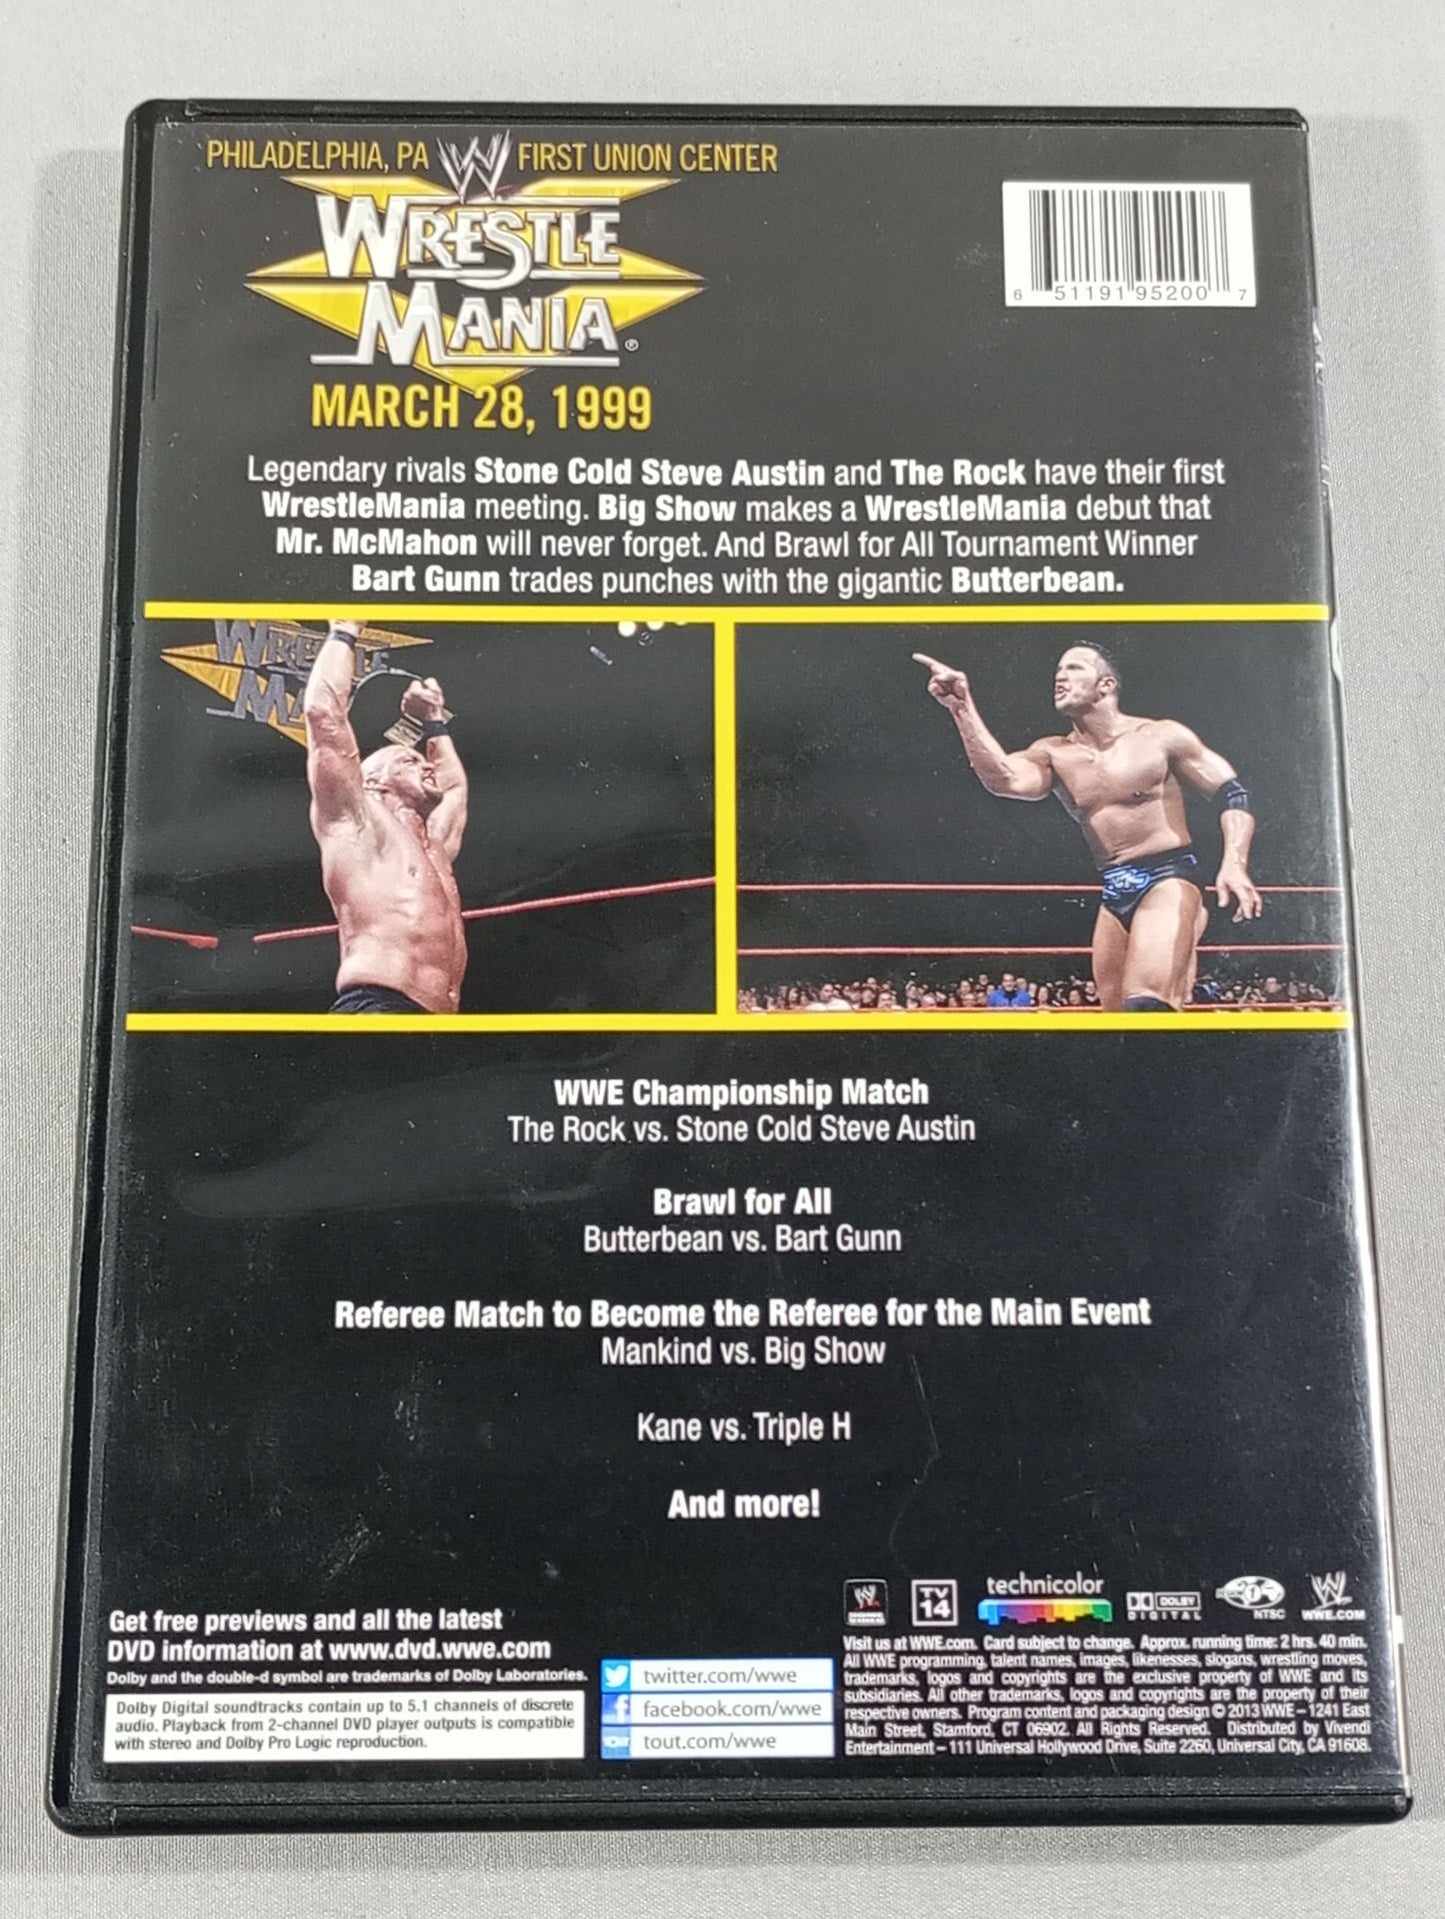 PHILADELPHIA, PA W FIRST UNION CENTER
WRESTLE
MANIA®
MARCH 28, 1999
6 51191 95200 7
Legendary rivals Stone Cold Steve Austin and The Rock have their first
WrestleMania meeting. Big Show makes a WrestleMania debut that
Mr. McMahon will never forget. And Brawl for All Tournament Winner
Bart Gunn trades punches with the gigantic Butterbean.
WRESTLE
MA
WWE Championship Match
The Rock vs. Stone Cold Steve Austin
Brawl for All
Butterbean vs. Bart Gunn
Referee Match to Become the Referee for the Main Event
Mankind vs. Big Show
Kane vs. Triple H
And more!
Get free previews and all the latest
DVD information at www.dvd.wwe.com
Dolby and the double-d symbol are trademarks of Dolby Laboratories.
Dolby Digital soundtracks contain up to 5.1 channels of discrete
audio. Playback from 2-channel DVD player outputs is compatible
with stereo and Dolby Pro Logic reproduction.
twitter.com/wwe
facebook.com/wwe
tout.com/wwe
TV
14
technicolor
DOLBY
DIGITAL
1
NTSC
WWE.COM
Visit us at WWE.com. Card subject to change. Approx. running time: 2 hrs. 40 min.
All WWE programming, talent names, images, likenesses, slogans, wrestling moves,
trademarks, logos and copyrights are the exclusive property of WWE and its
subsidiaries. All other trademarks, logos and copyrights are the property of their
respective owners. Program content and packaging design © 2013 WWE – 1241 East
Main Street, Stamford, CT 06902. All Rights Reserved. Distributed by Vivendi
Entertainment – 111 Universal Hollywood Drive, Suite 2260, Universal City, CA 91608.